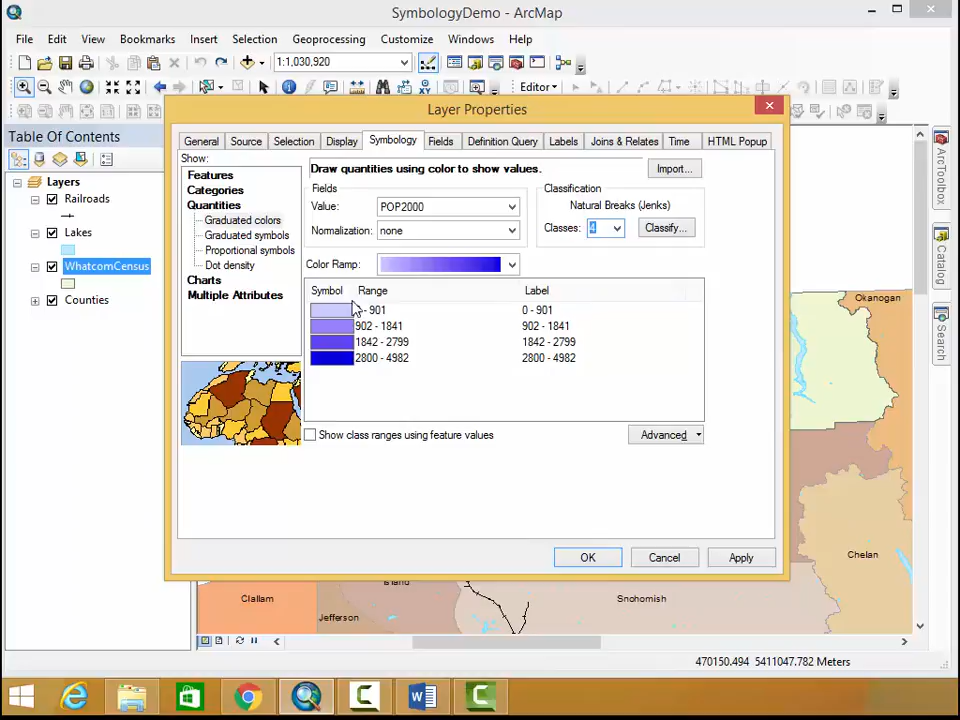 SymbologyDemo - ArcMap
File Edit View Bookmarks Insert Selection Geoprocessing Customize Windows Help
1:1,030,920
Editor
Layer Properties
Table Of Contents
General Source Selection Display Symbology Fields Definition Query Labels Joins & Relates Time HTML Popup
Show:
Draw quantities using color to show values.
Import...
Layers
Features
Railroads
Categories
Fields
Classification
Quantities
Value: POP2000
Natural Breaks (Jenks)
Graduated colors
Lakes
Graduated symbols
Normalization: none
Classes: 4
Classify...
Proportional symbols
WhatcomCensus
Dot density
Color Ramp:
Charts
Symbol Range Label
Counties
Multiple Attributes
- 901 0 - 901
902 - 1841 902 - 1841
1842 - 2799 1842 - 2799
2800 - 4982 2800 - 4982
Show class ranges using feature values
Advanced
OK Cancel Apply
ArcToolbox
Catalog
Search
Okanogan
Chelan
Island
Clallam
Snohomish
Jefferson
470150.494 5411047.782 Meters